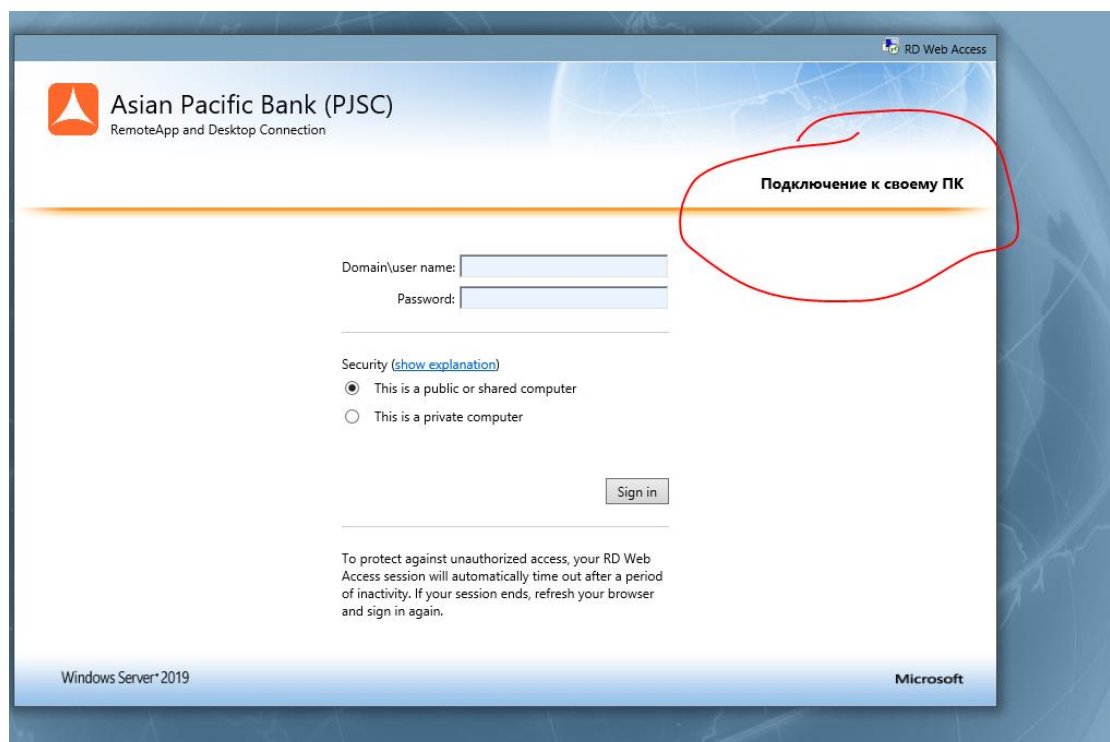 RD Web Access
Asian Pacific Bank (PJSC)
RemoteApp and Desktop Connection
Подключение к своему ПК
Domain\user name:
Password:
Security (show explanation)
This is a public or shared computer
This is a private computer
Sign in
To protect against unauthorized access, your RD Web
Access session will automatically time out after a period
of inactivity. If your session ends, refresh your browser
and sign in again.
Windows Server® 2019
Microsoft